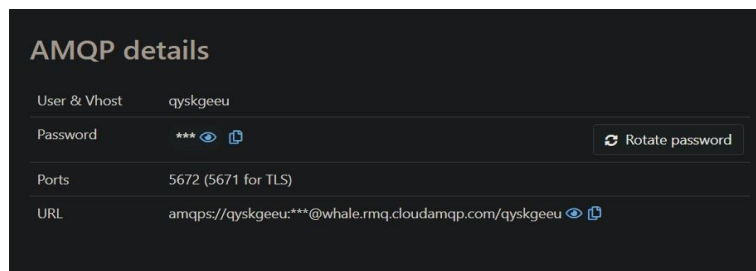 AMQP details
User & Vhost qyskgeeu
Password ***
Rotate password
Ports 5672 (5671 for TLS)
URL amqps://qyskgeeu:***@whale.rmq.cloudamqp.com/qyskgeeu